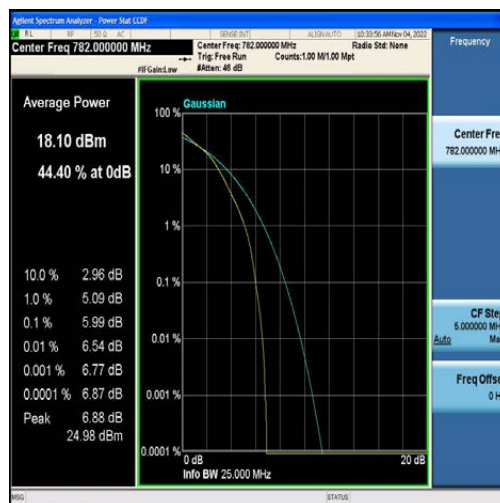 Agilent Spectrum Analyzer - Power Stat CCDF
RL RF 50 Ω AC SENSE:INT ALIGN AUTO 10:33:56 AM Nov 04, 2022
Center Freq 782.000000 MHz
Center Freq: 782.000000 MHz
Radio Std: None
Trig: Free Run
Counts:1.00 M/1.00 Mpt
#IFGain:Low
#Atten: 46 dB
Frequency
Average Power
18.10 dBm
44.40 % at 0dB
10.0 % 2.96 dB
1.0 % 5.09 dB
0.1 % 5.99 dB
0.01 % 6.54 dB
0.001 % 6.77 dB
0.0001 % 6.87 dB
Peak 6.88 dB
24.98 dBm
Gaussian
100 %
10 %
1 %
0.1 %
0.01 %
0.001 %
0.0001 %
0 dB
20 dB
Info BW 25.000 MHz
Center Fre
782.000000 MH
CF Ste
5.000000 MH
Auto Ma
Freq Offse
0 H
MSG
STATUS